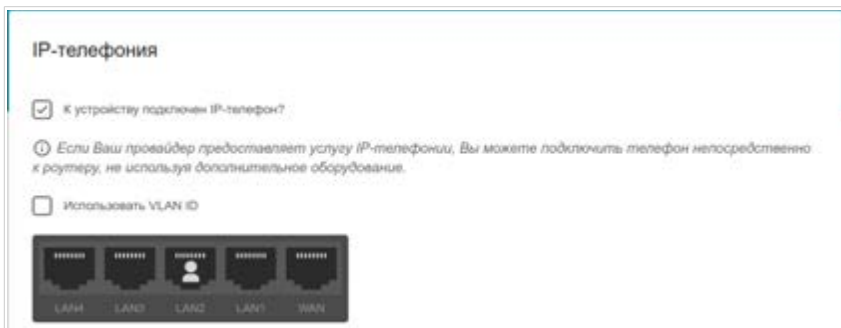 IP-телефония
К устройству подключен IP-телефон?
Если Ваш провайдер предоставляет услугу IP-телефонии, Вы можете подключить телефон непосредственно
к роутеру, не используя дополнительное оборудование.
Использовать VLAN ID
LAN4 LAN3 LAN2 LAN1 WAN